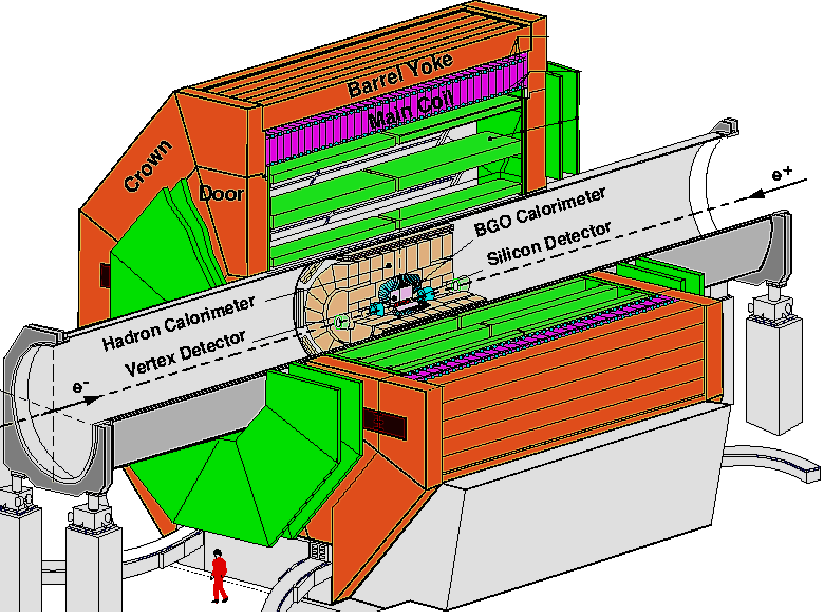 Barrel Yoke
Main Coil
Crown
Door
e⁺
BGO Calorimeter
Silicon Detector
Hadron Calorimeter
Vertex Detector
e⁻